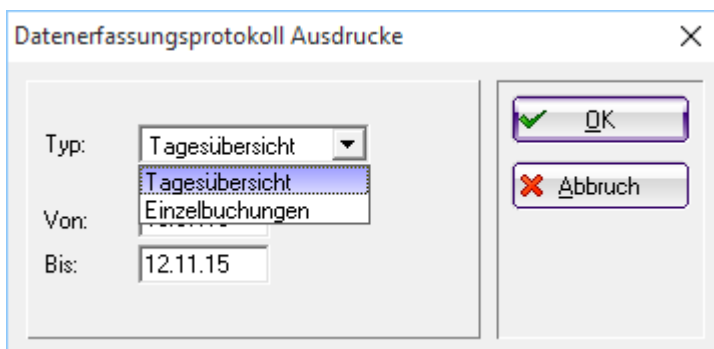 Datenerfassungsprotokoll Ausdrucke
Typ: Tagesübersicht
Tagesübersicht
Einzelbuchungen
Von:
Bis: 12.11.15
OK
Abbruch